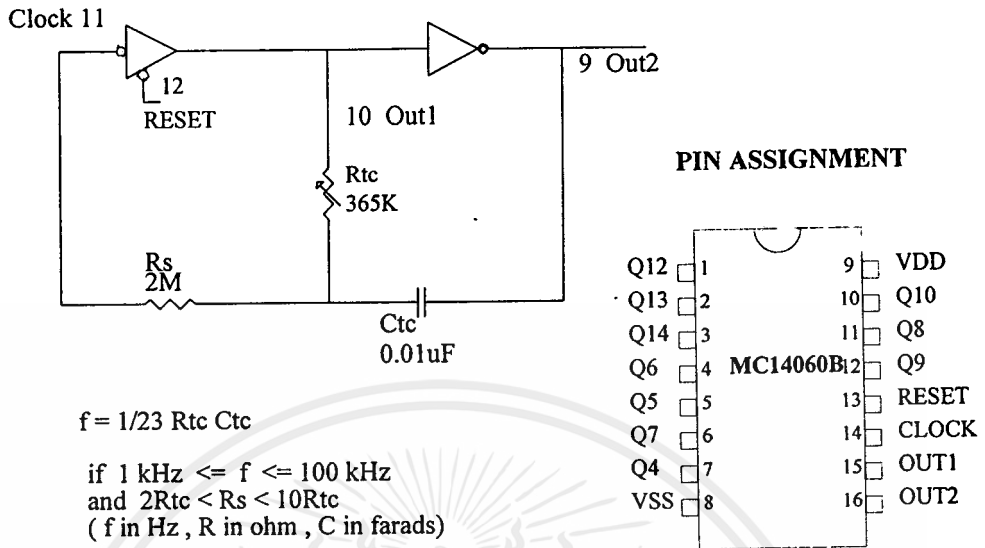 Clock 11
12
RESET
10 Out1
9 Out2
Rtc
365K
Rs
2M
Ctc
0.01uF
f = 1/23 Rtc Ctc
if 1 kHz <= f <= 100 kHz
and 2Rtc < Rs < 10Rtc
( f in Hz , R in ohm , C in farads)
PIN ASSIGNMENT
Q12 1 9 VDD
Q13 2 10 Q10
Q14 3 11 Q8
Q6 4 MC14060B 12 Q9
Q5 5 13 RESET
Q7 6 14 CLOCK
Q4 7 15 OUT1
VSS 8 16 OUT2